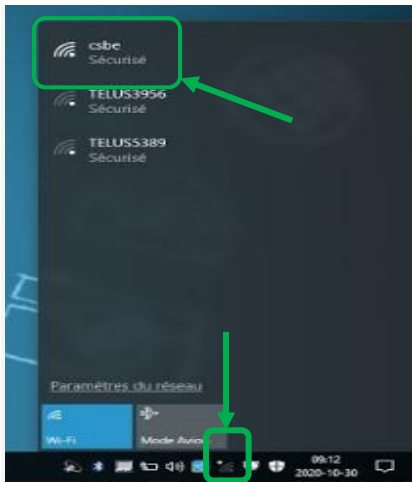 csbe
Sécurisé
TELUS3956
Sécurisé
TELUS5389
Sécurisé
Paramètres du réseau
Wi-Fi
Mode Avion
09:12
2020-10-30